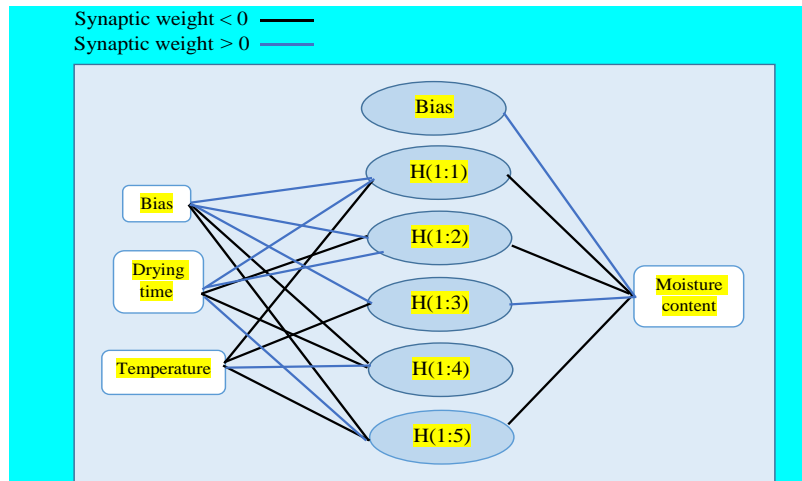 Synaptic weight < 0
Synaptic weight > 0
Bias
H(1:1)
Bias
H(1:2)
Drying
time
H(1:3)
Moisture
content
Temperature
H(1:4)
H(1:5)